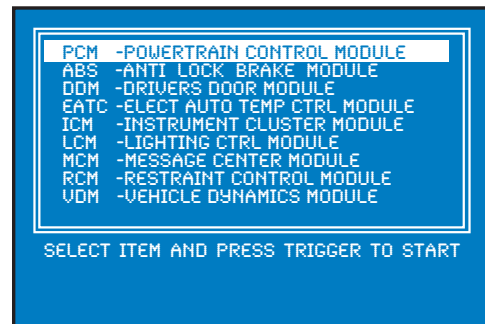 PCM -POWERTRAIN CONTROL MODULE
ABS -ANTI LOCK BRAKE MODULE
DDM -DRIVERS DOOR MODULE
EATC -ELECT AUTO TEMP CTRL MODULE
ICM -INSTRUMENT CLUSTER MODULE
LCM -LIGHTING CTRL MODULE
MCM -MESSAGE CENTER MODULE
RCM -RESTRAINT CONTROL MODULE
VDM -VEHICLE DYNAMICS MODULE
SELECT ITEM AND PRESS TRIGGER TO START